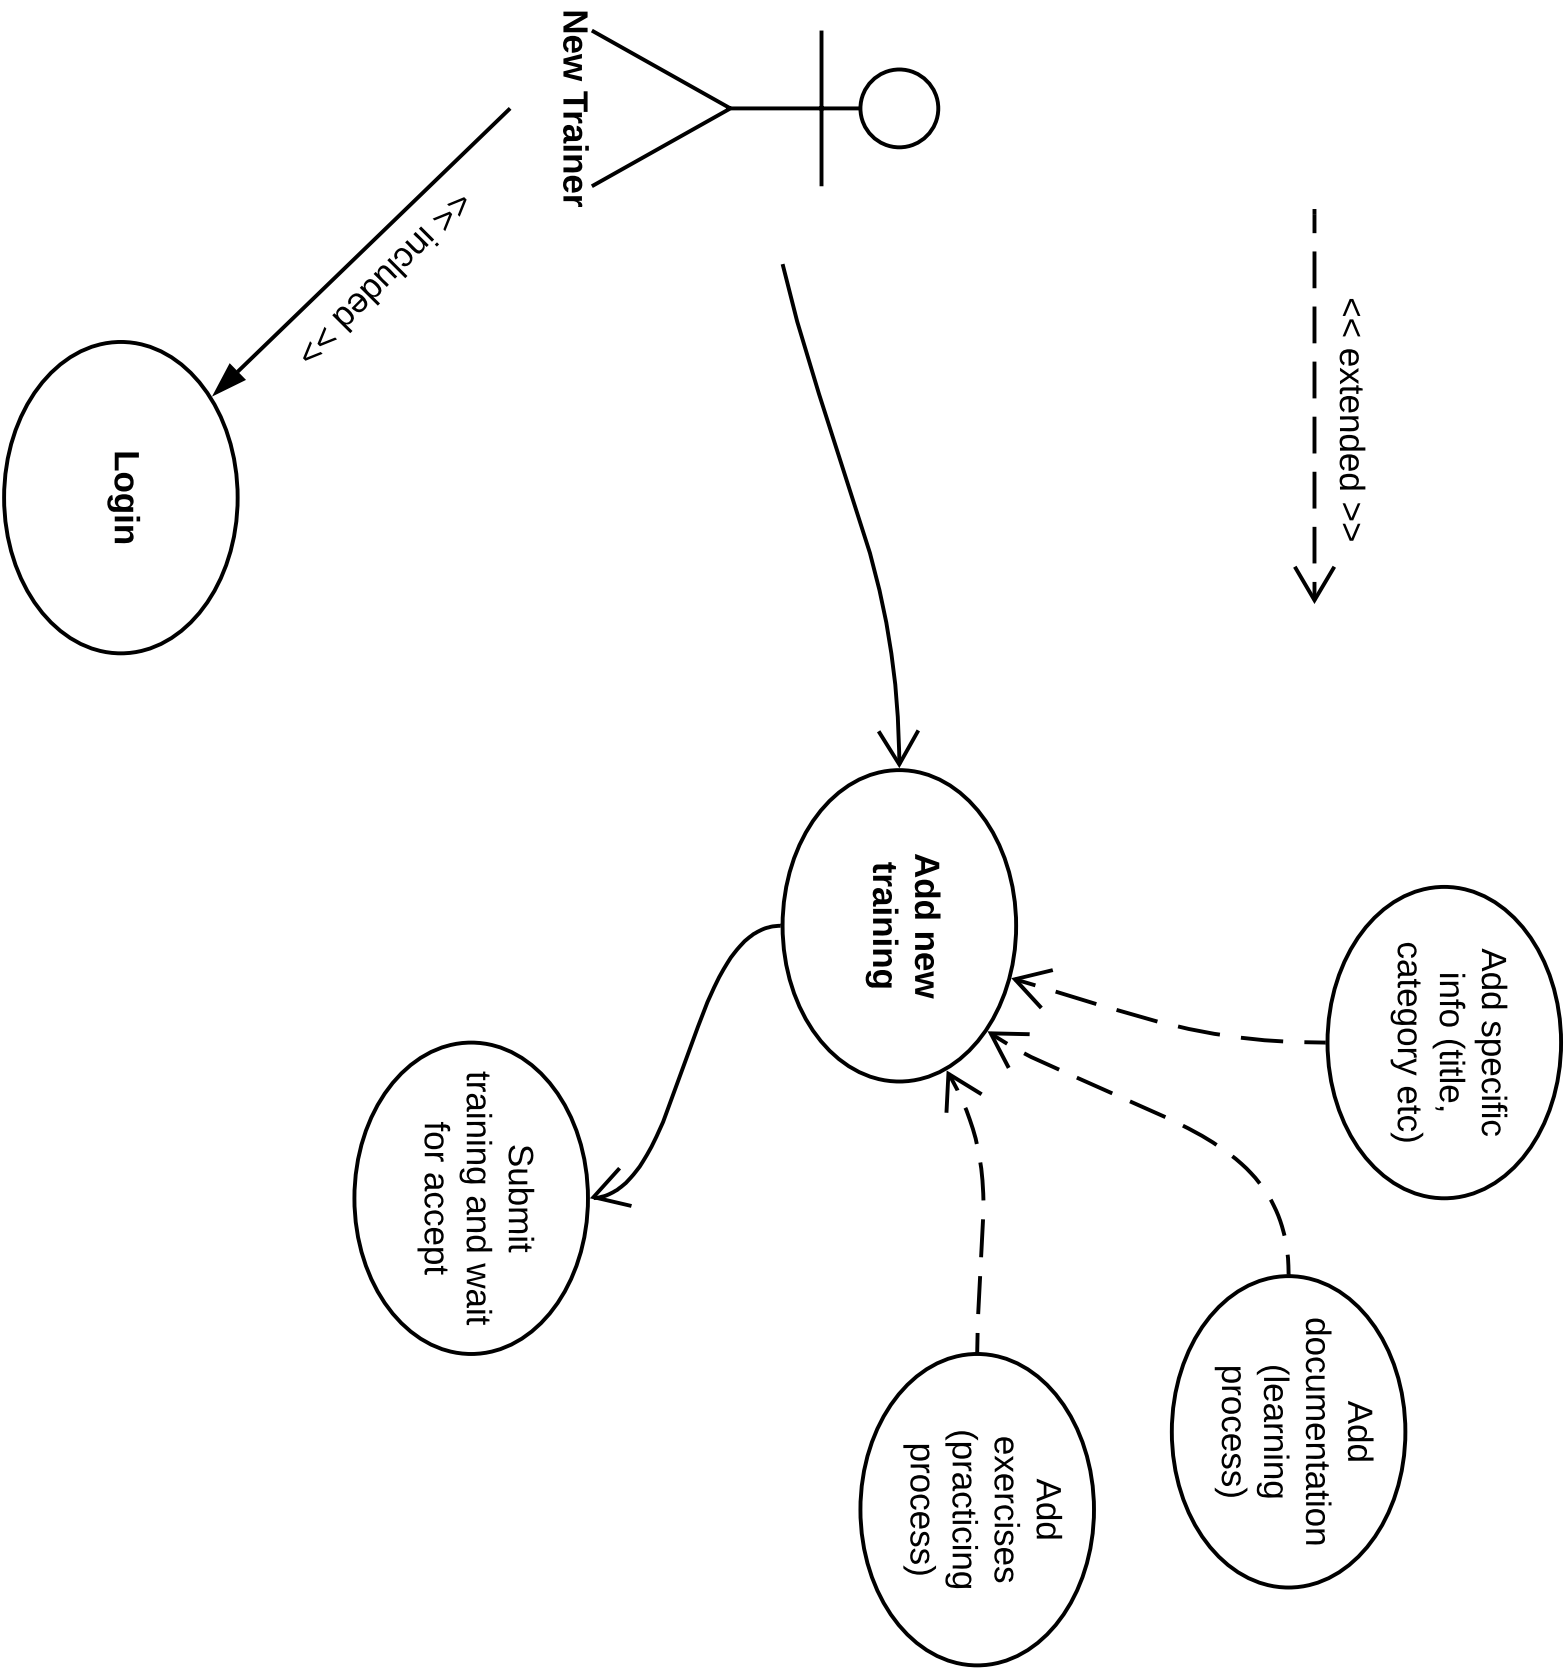 << extended >>
New Trainer
<< included >>
Login
Add new
training
Add specific
info (title,
category etc)
Add
documentation
(learning
process)
Add
exercises
(practicing
process)
Submit
training and wait
for accept